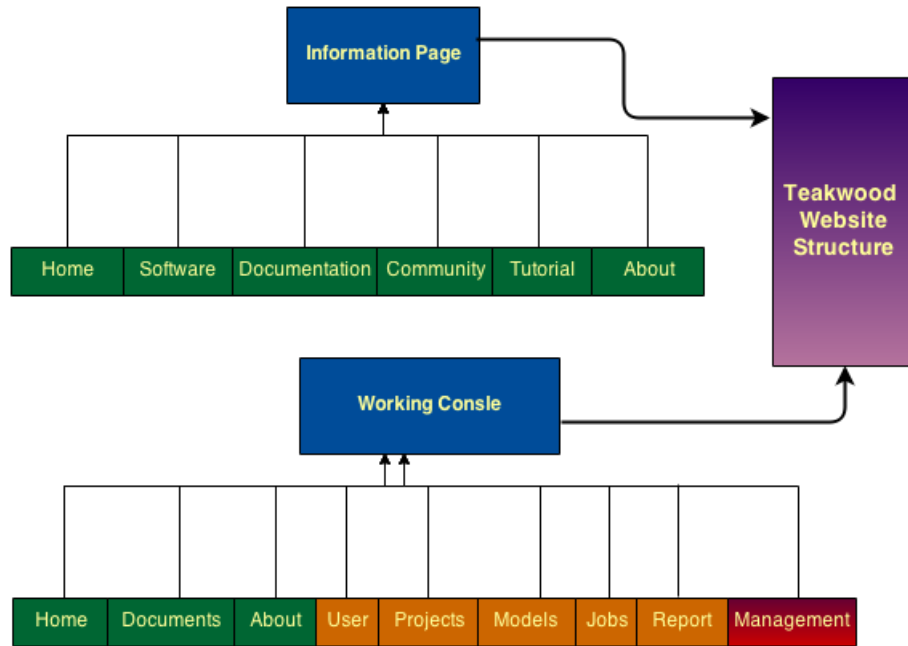 Information Page
Teakwood
Website
Structure
Home
Software
Documentation
Community
Tutorial
About
Working Consle
Home
Documents
About
User
Projects
Models
Jobs
Report
Management